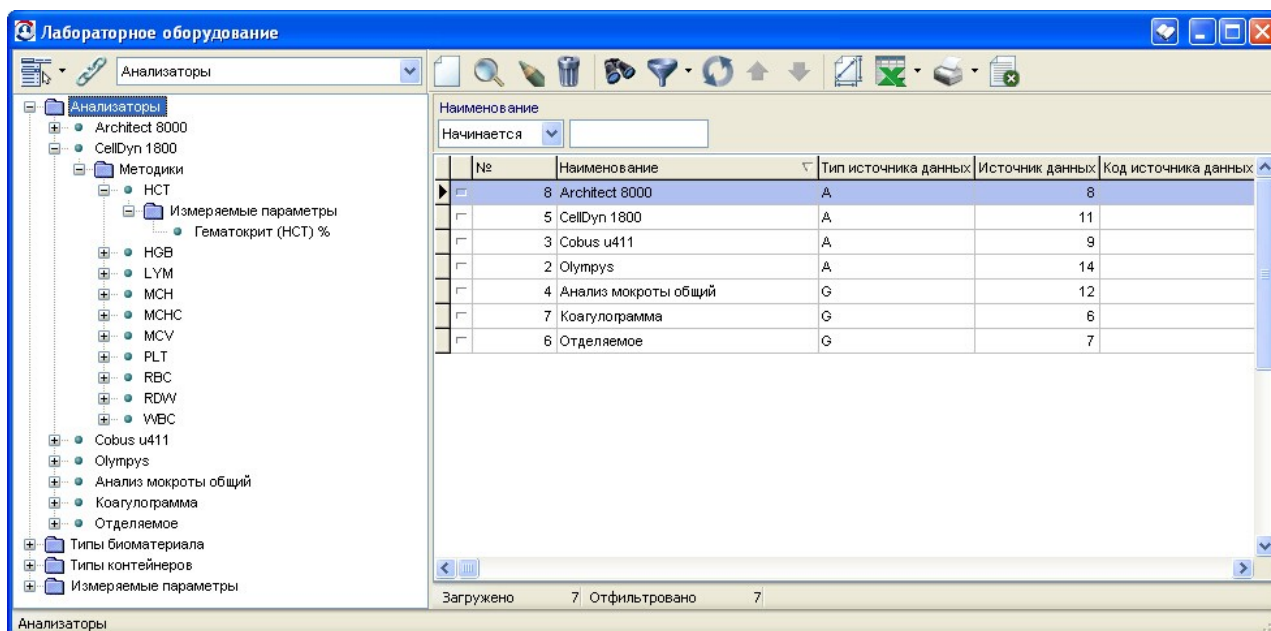 Лабораторное оборудование
Анализаторы
Анализаторы
Architect 8000
CellDyn 1800
Методики
HCT
Измеряемые параметры
Гематокрит (HCT) %
HGB
LYM
MCH
MCHC
MCV
PLT
RBC
RDW
WBC
Cobus u411
Olympys
Анализ мокроты общий
Коагулограмма
Отделяемое
Типы биоматериала
Типы контейнеров
Измеряемые параметры
Наименование
Начинается
№ Наименование Тип источника данных Источник данных Код источника данных
8 Architect 8000 A 8
5 CellDyn 1800 A 11
3 Cobus u411 A 9
2 Olympys A 14
4 Анализ мокроты общий G 12
7 Коагулограмма G 6
6 Отделяемое G 7
Загружено 7 Отфильтровано 7
Анализаторы